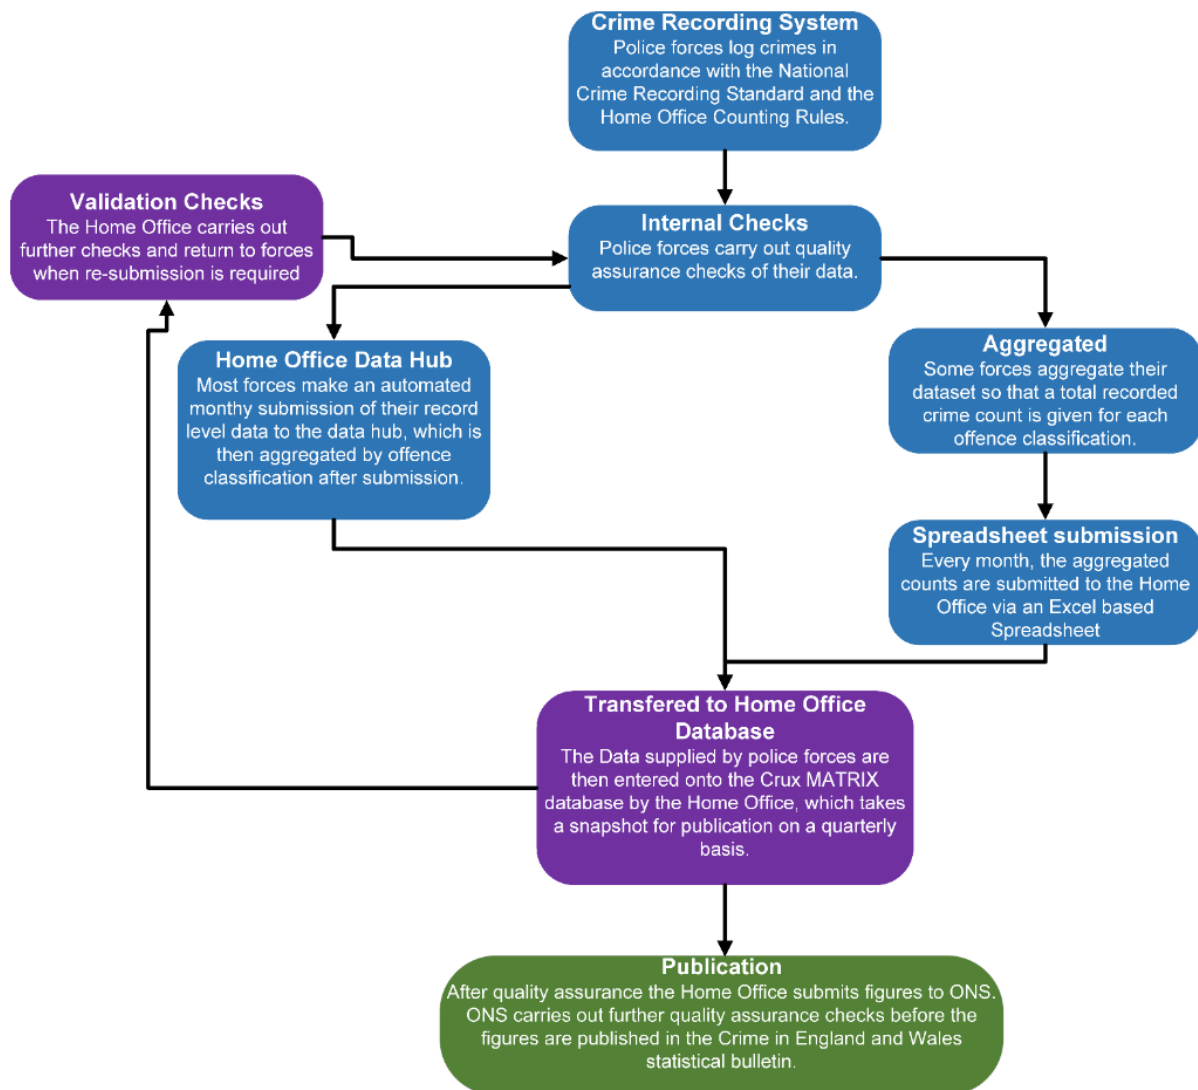 Crime Recording System
Police forces log crimes in
accordance with the National
Crime Recording Standard and the
Home Office Counting Rules.
Validation Checks
The Home Office carries out
further checks and return to forces
when re-submission is required
Internal Checks
Police forces carry out quality
assurance checks of their data.
Home Office Data Hub
Most forces make an automated
monthy submission of their record
level data to the data hub, which is
then aggregated by offence
classification after submission.
Aggregated
Some forces aggregate their
dataset so that a total recorded
crime count is given for each
offence classification.
Spreadsheet submission
Every month, the aggregated
counts are submitted to the Home
Office via an Excel based
Spreadsheet
Transfered to Home Office
Database
The Data supplied by police forces are
then entered onto the Crux MATRIX
database by the Home Office, which takes
a snapshot for publication on a quarterly
basis.
Publication
After quality assurance the Home Office submits figures to ONS.
ONS carries out further quality assurance checks before the
figures are published in the Crime in England and Wales
statistical bulletin.